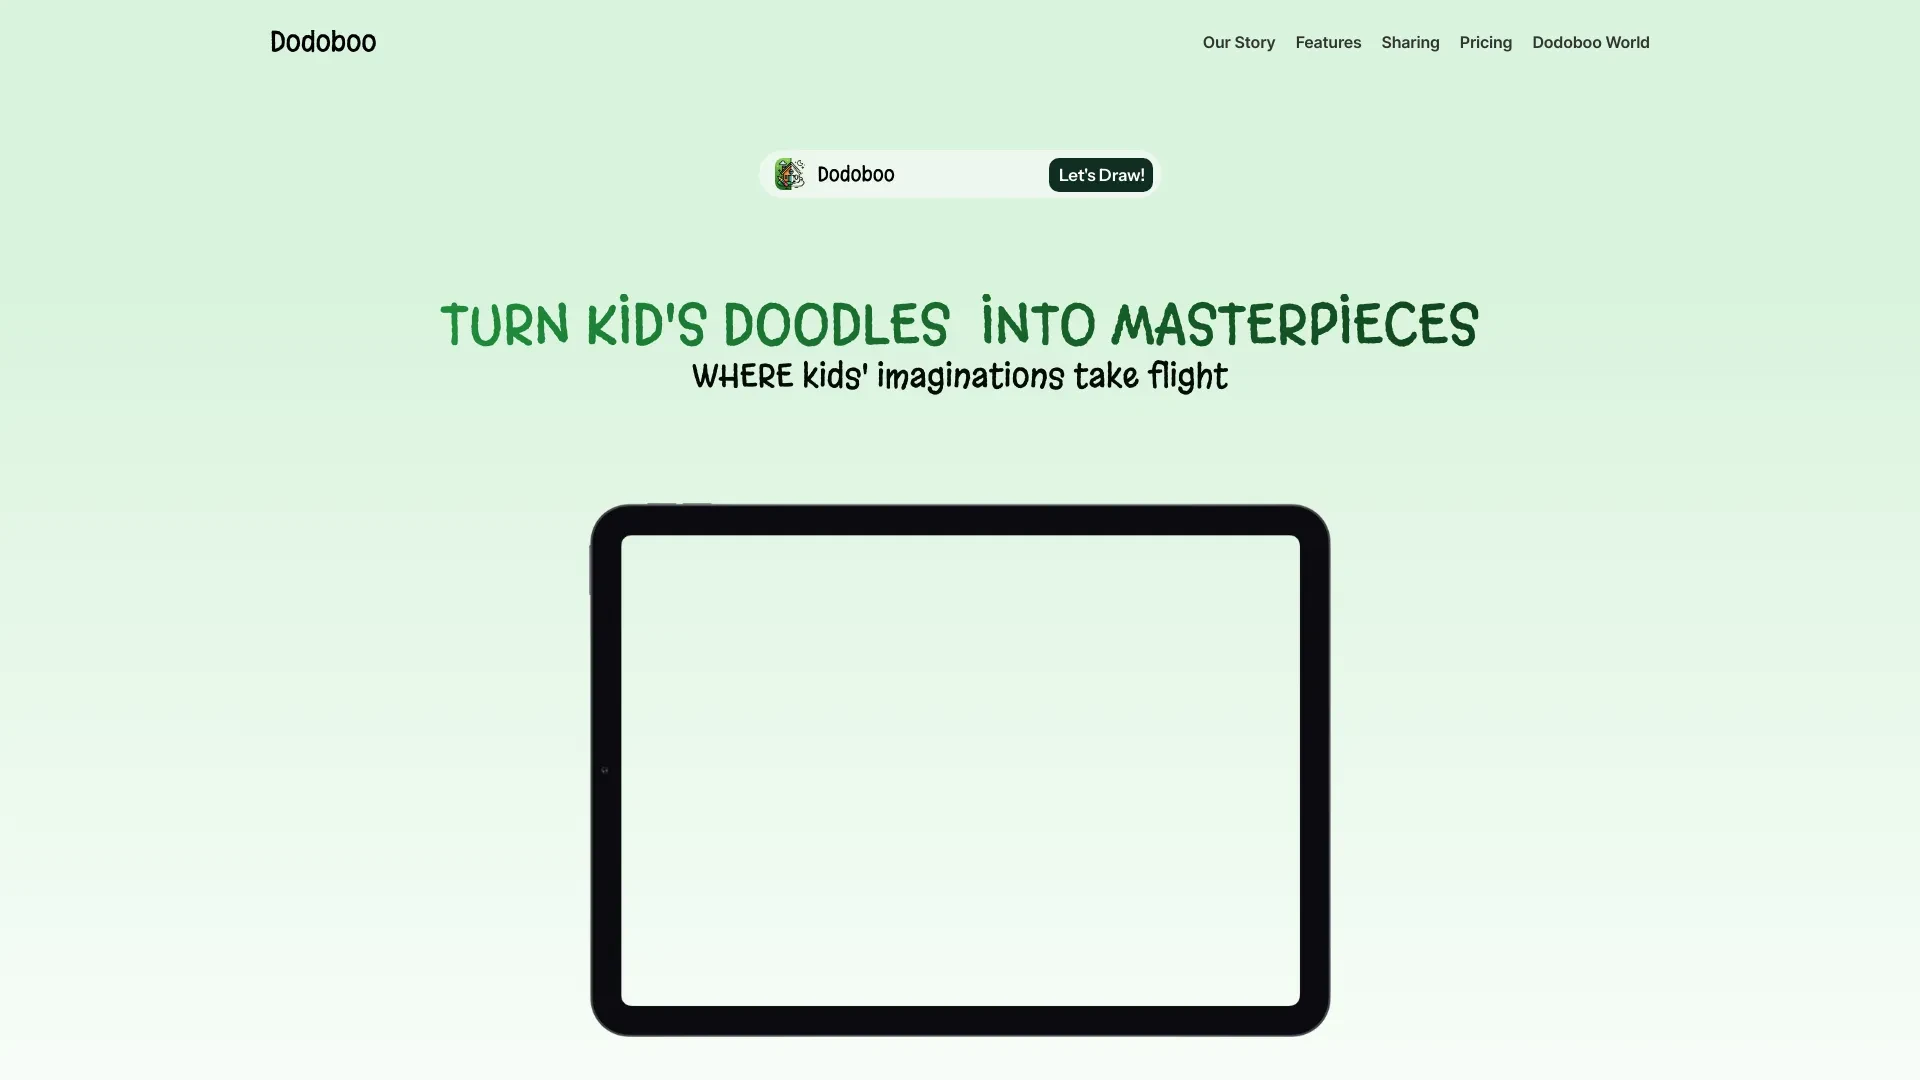 Dodoboo
Our Story Features Sharing Pricing Dodoboo World
Dodoboo Let's Draw!
TURN KiD'S DOODLES iNTO MASTERPiECES
WHERE kids' imaginations take flight